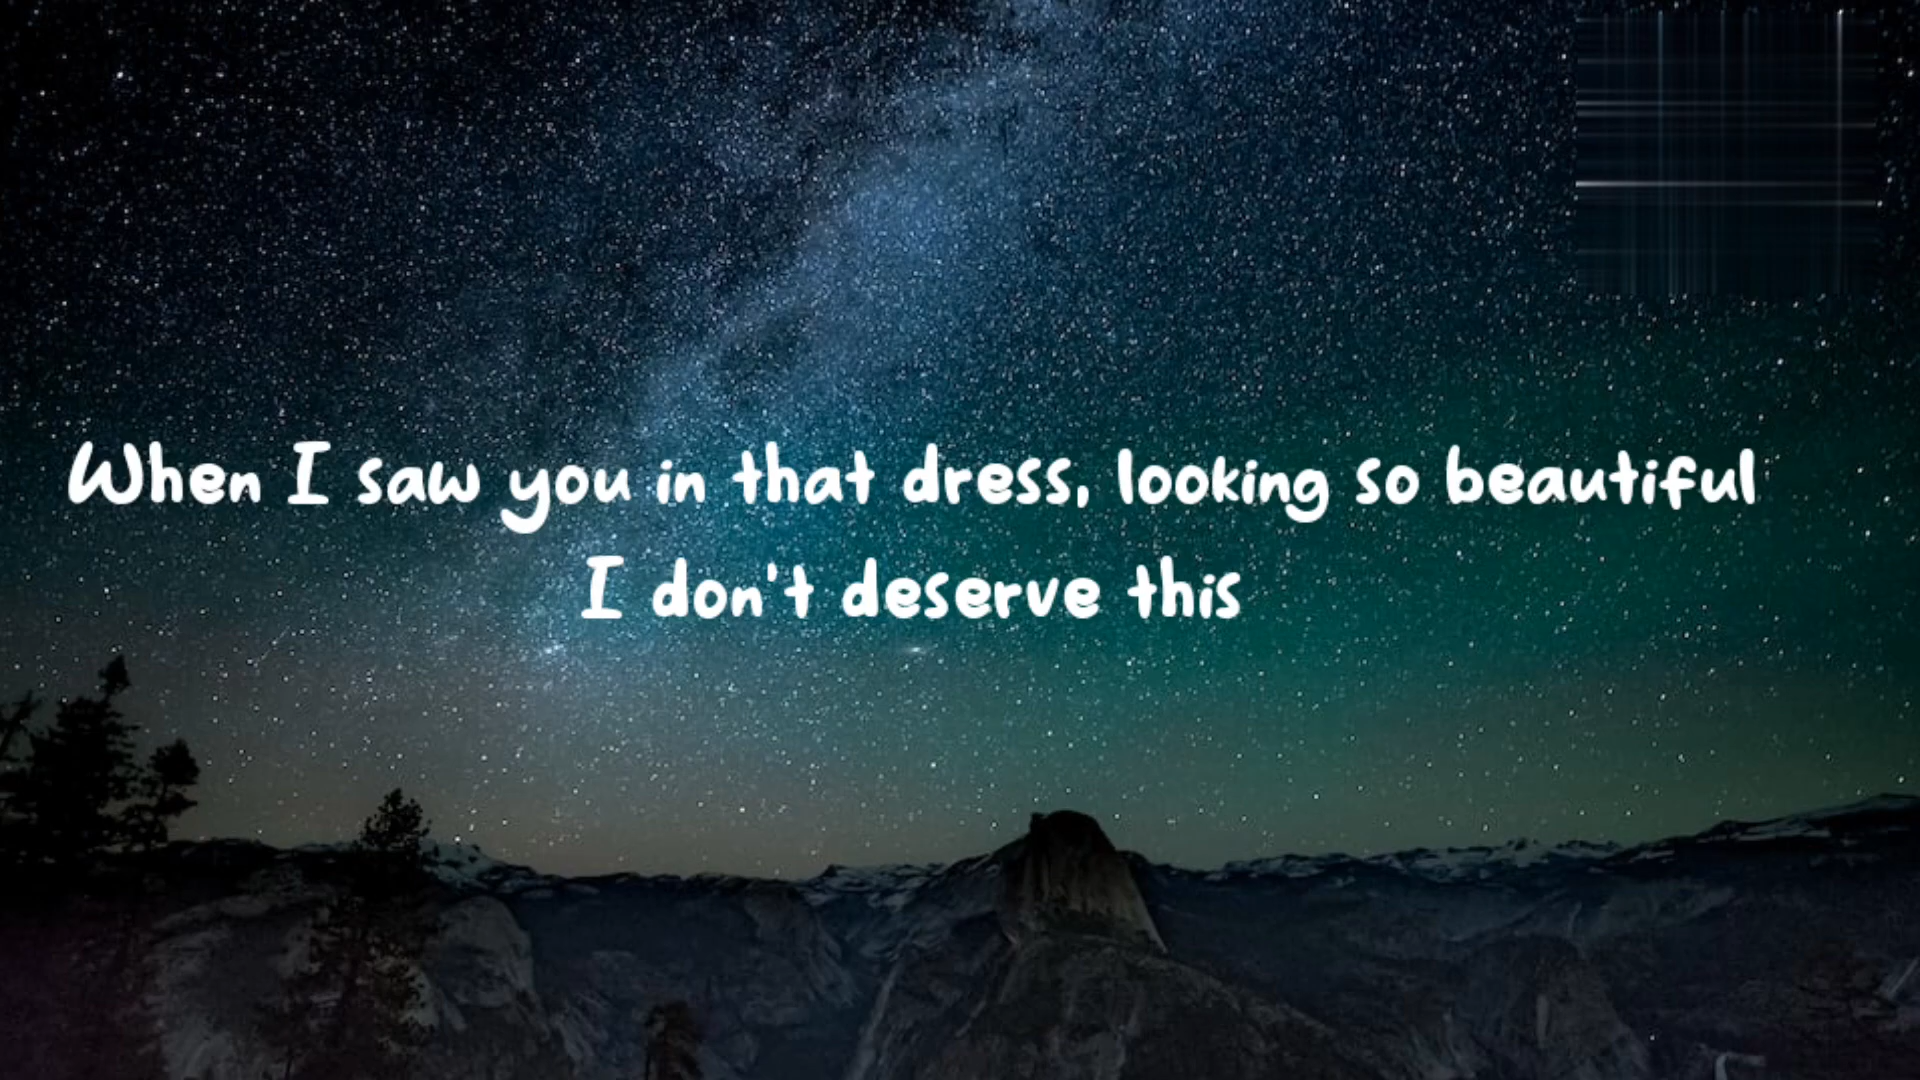 When I saw you in that dress, looking so beautiful
I don't deserve this